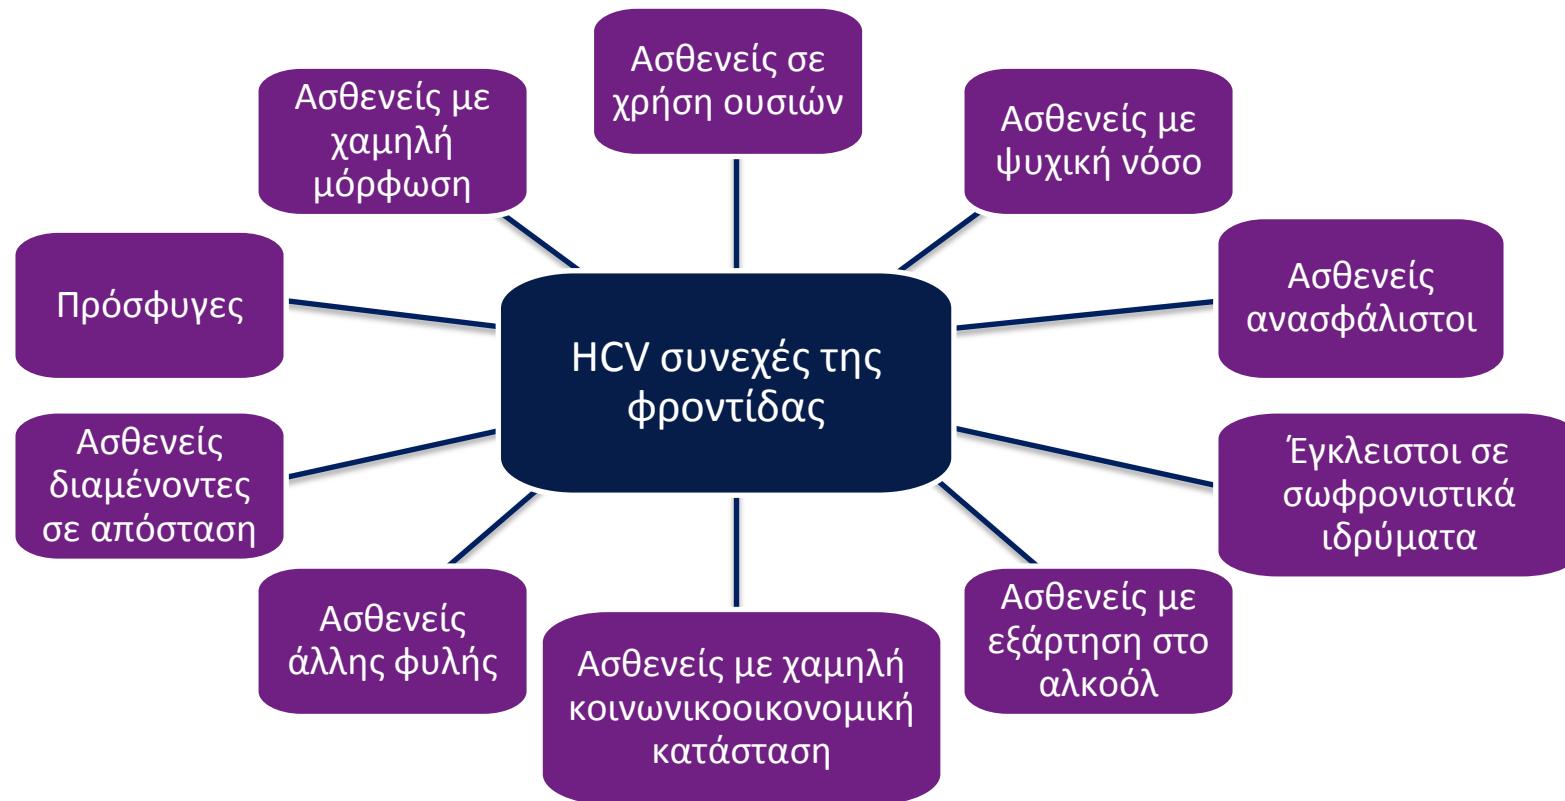 Ασθενείς σε
χρήση ουσιών
Ασθενείς με
ψυχική νόσο
Ασθενείς
ανασφάλιστοι
Έγκλειστοι σε
σωφρονιστικά
ιδρύματα
Ασθενείς με
εξάρτηση στο
αλκοόλ
Ασθενείς με χαμηλή
κοινωνικοοικονομική
κατάσταση
Ασθενείς
άλλης φυλής
Ασθενείς
διαμένοντες
σε απόσταση
Πρόσφυγες
Ασθενείς με
χαμηλή
μόρφωση
HCV συνεχές της
φροντίδας